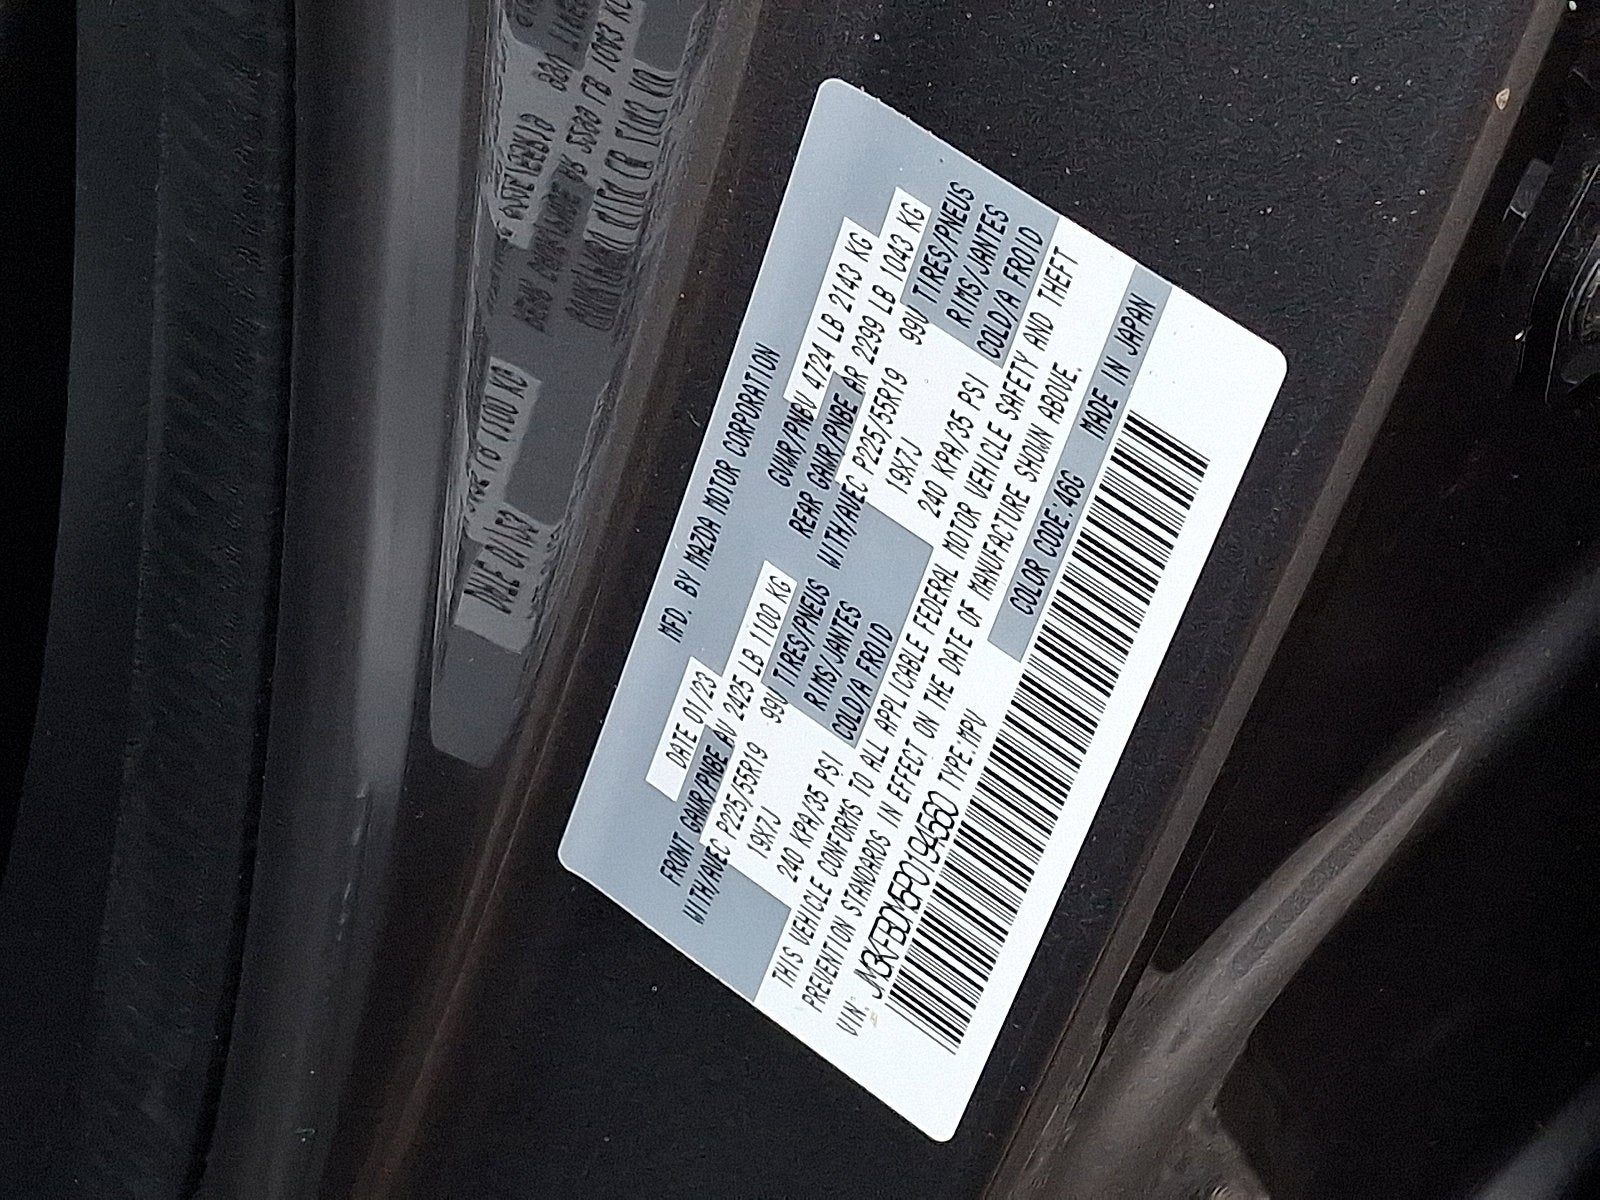 MFD. BY MAZDA MOTOR CORPORATION
DATE 01/23 GVWR/PNBV 4724 LB 2143 KG
FRONT GAWR/PNBE AV 2425 LB 1100 KG REAR GAWR/PNBE AR 2299 LB 1043 KG
WITH/AVEC P225/55R19 99V TIRES/PNEUS WITH/AVEC P225/55R19 99V TIRES/PNEUS
19X7J RIMS/JANTES 19X7J RIMS/JANTES
240 KPA/35 PSI COLD/A FROID 240 KPA/35 PSI COLD/A FROID
THIS VEHICLE CONFORMS TO ALL APPLICABLE FEDERAL MOTOR VEHICLE SAFETY AND THEFT
PREVENTION STANDARDS IN EFFECT ON THE DATE OF MANUFACTURE SHOWN ABOVE.
VIN: JM3KFBDM5P0194560 TYPE:MPV COLOR CODE:46G MADE IN JAPAN